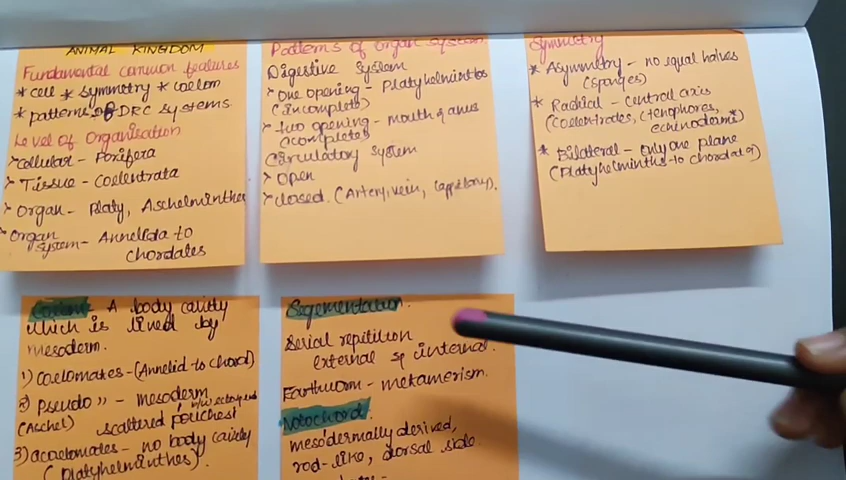 ANIMAL KINGDOM
Fundamental common features
* cell * symmetry * coelom
* patterns of DRC systems
Level of Organisation
> Cellular - Porifera
> Tissue - Coelentrata
> Organ - Platy, Aschelminthes
> Organ system - Annelida to chordates
Patterns of organ system
Digestive System
> One opening - Platyhelminthes
(incomplete)
> two opening - mouth & anus
(complete)
Circulatory system
> Open
> closed. (Artery, vein, capillary).
Symmetry
* Asymmetry - no equal halves
(sponges)
* Radial - central axis
(coelentrodes, ctenophores,
echinodams)
* Bilateral - only one plane
(Platyhelminths to chordates)
Coelom - A body cavity
which is lined by
mesoderm.
1) coelomates - (Annelid to chord)
2) Pseudo " - mesoderm
(Aschel) scattered pouches
3) acoelomates - no body cavity
(Platyhelminthes).
Segementation.
Serial repitition
external & internal.
Earthworm - metamerism.
Notochord.
mesodermally derived,
rod-like, dorsal side